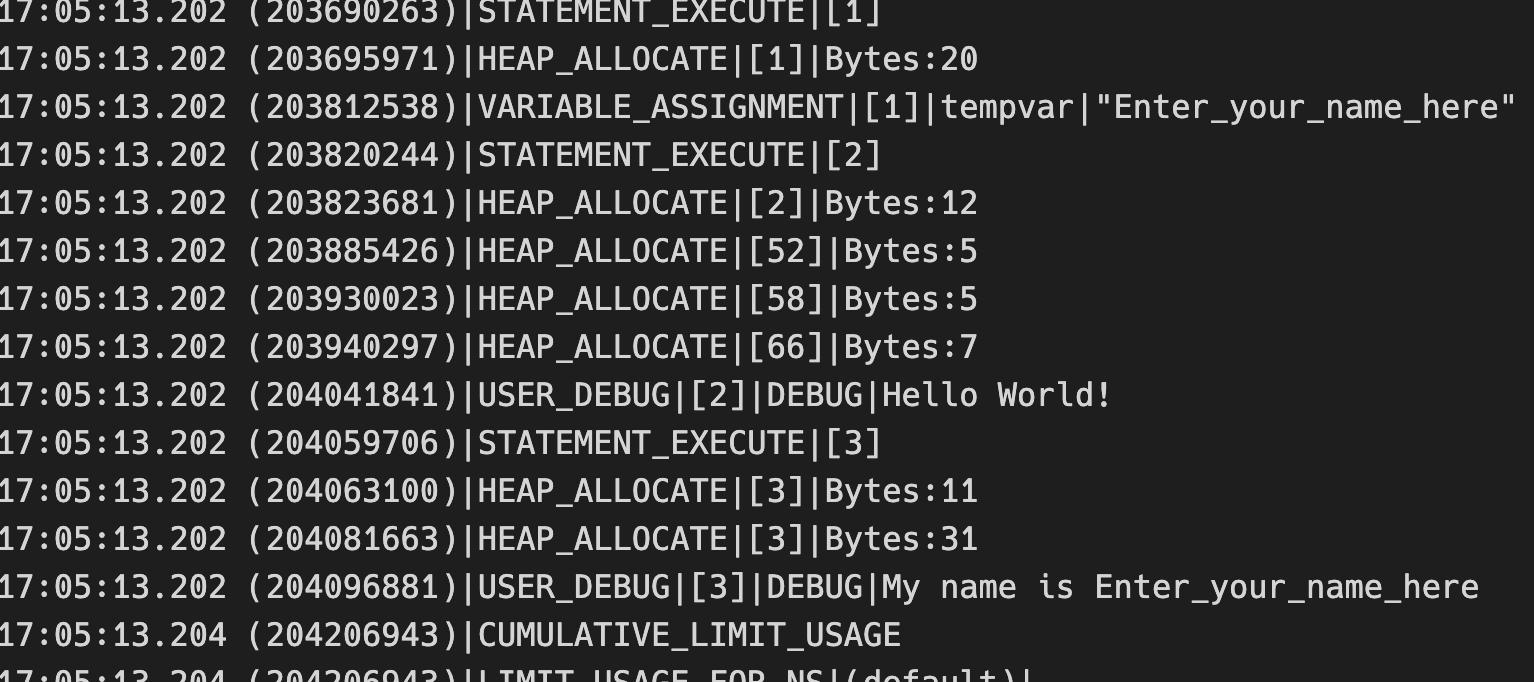 17:05:13.202 (203690263)|STATEMENT_EXECUTE|[1]
17:05:13.202 (203695971)|HEAP_ALLOCATE|[1]|Bytes:20
17:05:13.202 (203812538)|VARIABLE_ASSIGNMENT|[1]|tempvar|"Enter_your_name_here"
17:05:13.202 (203820244)|STATEMENT_EXECUTE|[2]
17:05:13.202 (203823681)|HEAP_ALLOCATE|[2]|Bytes:12
17:05:13.202 (203885426)|HEAP_ALLOCATE|[52]|Bytes:5
17:05:13.202 (203930023)|HEAP_ALLOCATE|[58]|Bytes:5
17:05:13.202 (203940297)|HEAP_ALLOCATE|[66]|Bytes:7
17:05:13.202 (204041841)|USER_DEBUG|[2]|DEBUG|Hello World!
17:05:13.202 (204059706)|STATEMENT_EXECUTE|[3]
17:05:13.202 (204063100)|HEAP_ALLOCATE|[3]|Bytes:11
17:05:13.202 (204081663)|HEAP_ALLOCATE|[3]|Bytes:31
17:05:13.202 (204096881)|USER_DEBUG|[3]|DEBUG|My name is Enter_your_name_here
17:05:13.204 (204206943)|CUMULATIVE_LIMIT_USAGE
17:05:13.204 (204206943)|LIMIT_USAGE_FOR_NS|(default)|